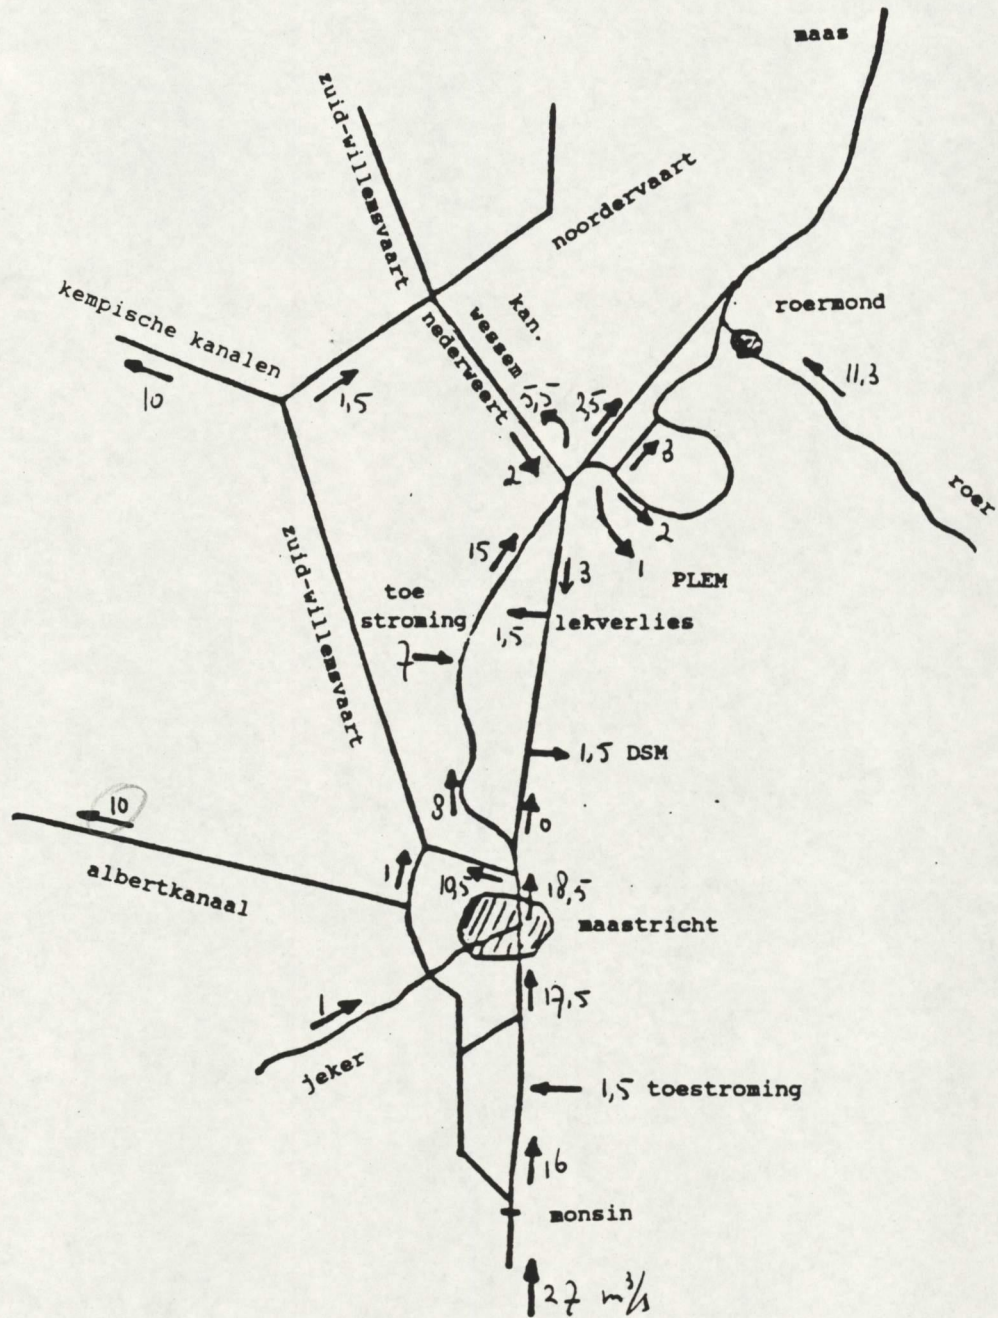 maas
zuid-willemsvaart
noordervaart
kempische kanalen
10
1,5
kan.
wessem
nederweert
5,5
2,5
2
roermond
11,3
roer
3
2
1
PLEM
15
3
toe
stroming
7
1,5
lekverlies
zuid-willemsvaart
1,5 DSM
8
0
10
albertkanaal
1
10,5
18,5
maastricht
1
jeker
17,5
1,5 toestroming
16
monsin
27 m³/s